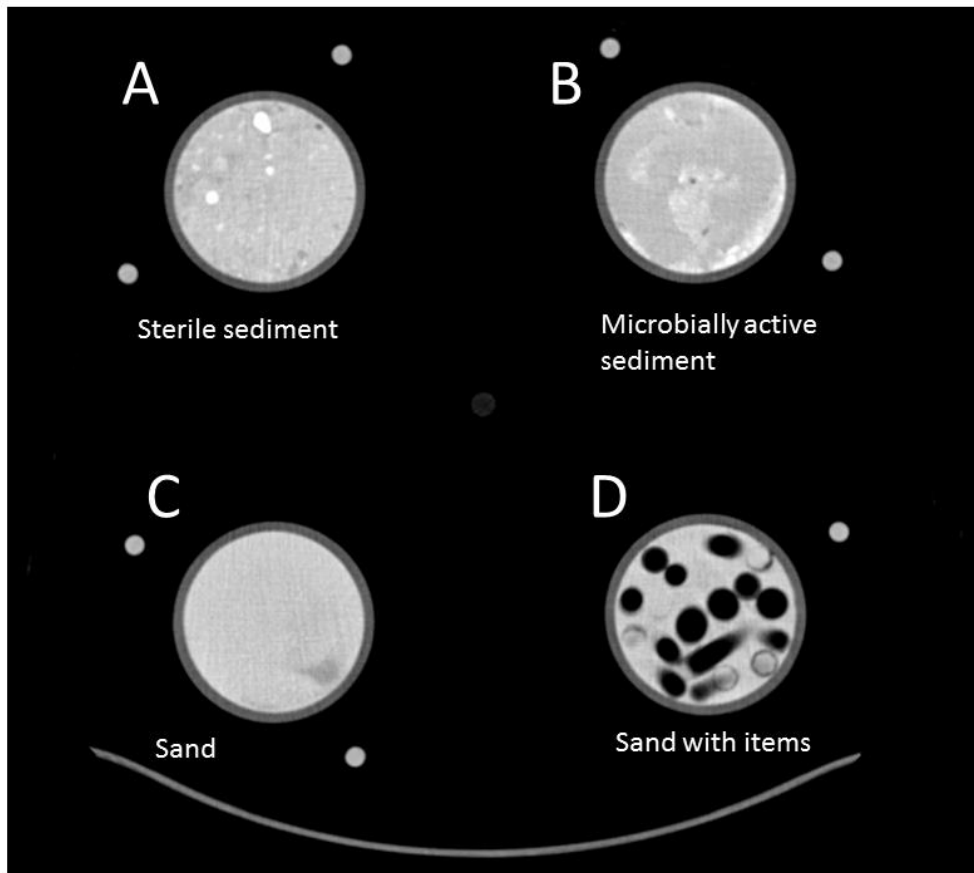 A
B
Sterile sediment
Microbially active
sediment
C
D
Sand
Sand with items